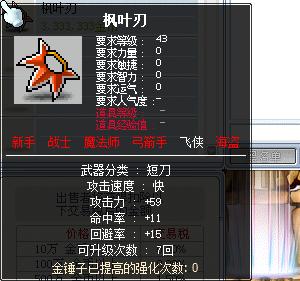 枫叶刃
要求等级： 43
要求力量： 0
要求敏捷： 0
要求智力： 0
要求运气： 0
要求人气度：-
道具等级 -
道具经验值 -
新手 战士 魔法师 弓箭手 飞侠 海盗
武器分类 : 短刀
攻击速度 : 快
攻击力 : +59
命中率 : +11
回避率 : +15
可升级次数 : 7回
金锤子已提高的强化次数: 0